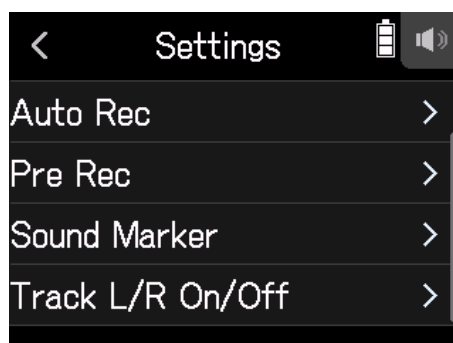 Settings
Auto Rec
Pre Rec
Sound Marker
Track L/R On/Off